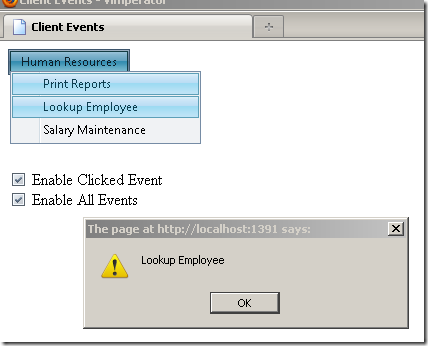 Client Events - Vimperator
Client Events
Human Resources
Print Reports
Lookup Employee
Salary Maintenance
Enable Clicked Event
Enable All Events
The page at http://localhost:1391 says:
Lookup Employee
OK